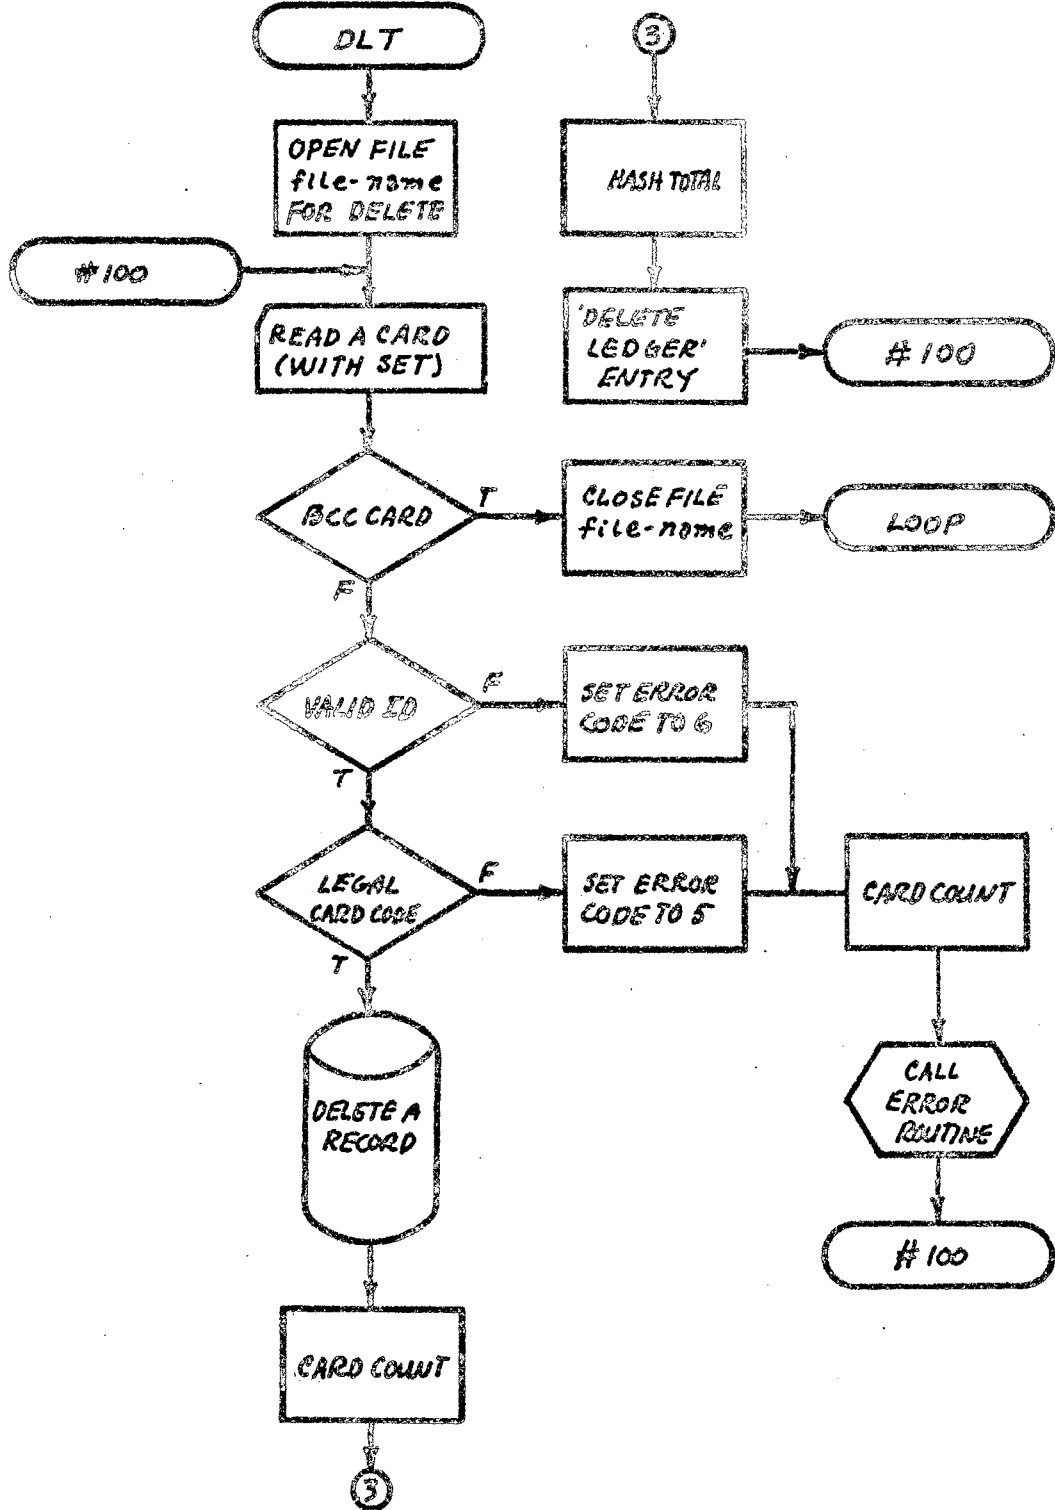 DLT
OPEN FILE
file-name
FOR DELETE
#100
READ A CARD
(WITH SET)
BCC CARD
T
F
CLOSE FILE
file-name
LOOP
VALID ID
F
T
SET ERROR
CODE TO 6
LEGAL
CARD CODE
F
T
SET ERROR
CODE TO 5
CARD COUNT
CALL
ERROR
ROUTINE
#100
DELETE A
RECORD
CARD COUNT
3
3
HASH TOTAL
'DELETE
LEDGER'
ENTRY
#100